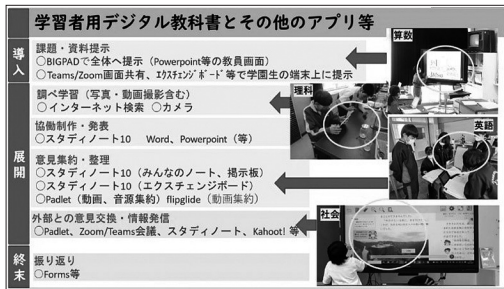 学習者用デジタル教科書とその他のアプリ等
導入
課題・資料提示
○BIGPADで全体へ提示（Powerpoint等の教員画面）
○Teams/Zoom画面共有、エクスチェンジボード等で学園生の端末上に提示
算数
展開
調べ学習（写真・動画撮影含む）
○インターネット検索　○カメラ
理科
協働制作・発表
○スタディノート10　Word、Powerpoint（等）
英語
意見集約・整理
○スタディノート10（みんなのノート、掲示板）
○スタディノート10（エクスチェンジボード）
○Padlet（動画、音源集約）flipglide（動画集約）
外部との意見交換・情報発信
○Padlet、Zoom/Teams会議、スタディノート、Kahoot! 等
社会
終末
振り返り
○Forms等